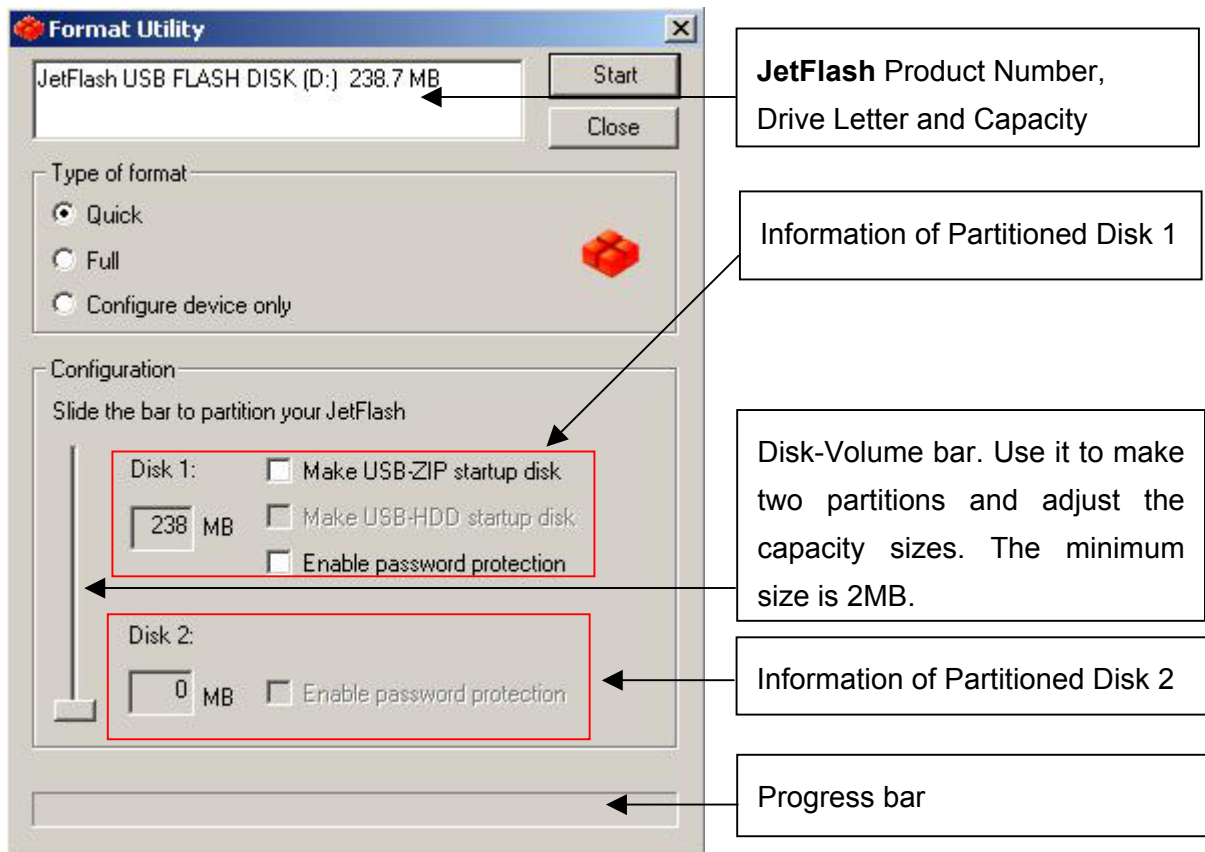 Format Utility
JetFlash USB FLASH DISK (D:) 238.7 MB
Start
Close
JetFlash Product Number,
Drive Letter and Capacity
Type of format
Quick
Full
Configure device only
Information of Partitioned Disk 1
Configuration
Slide the bar to partition your JetFlash
Disk 1:
238 MB
Make USB-ZIP startup disk
Make USB-HDD startup disk
Enable password protection
Disk-Volume bar. Use it to make
two partitions and adjust the
capacity sizes. The minimum
size is 2MB.
Disk 2:
0 MB
Enable password protection
Information of Partitioned Disk 2
Progress bar